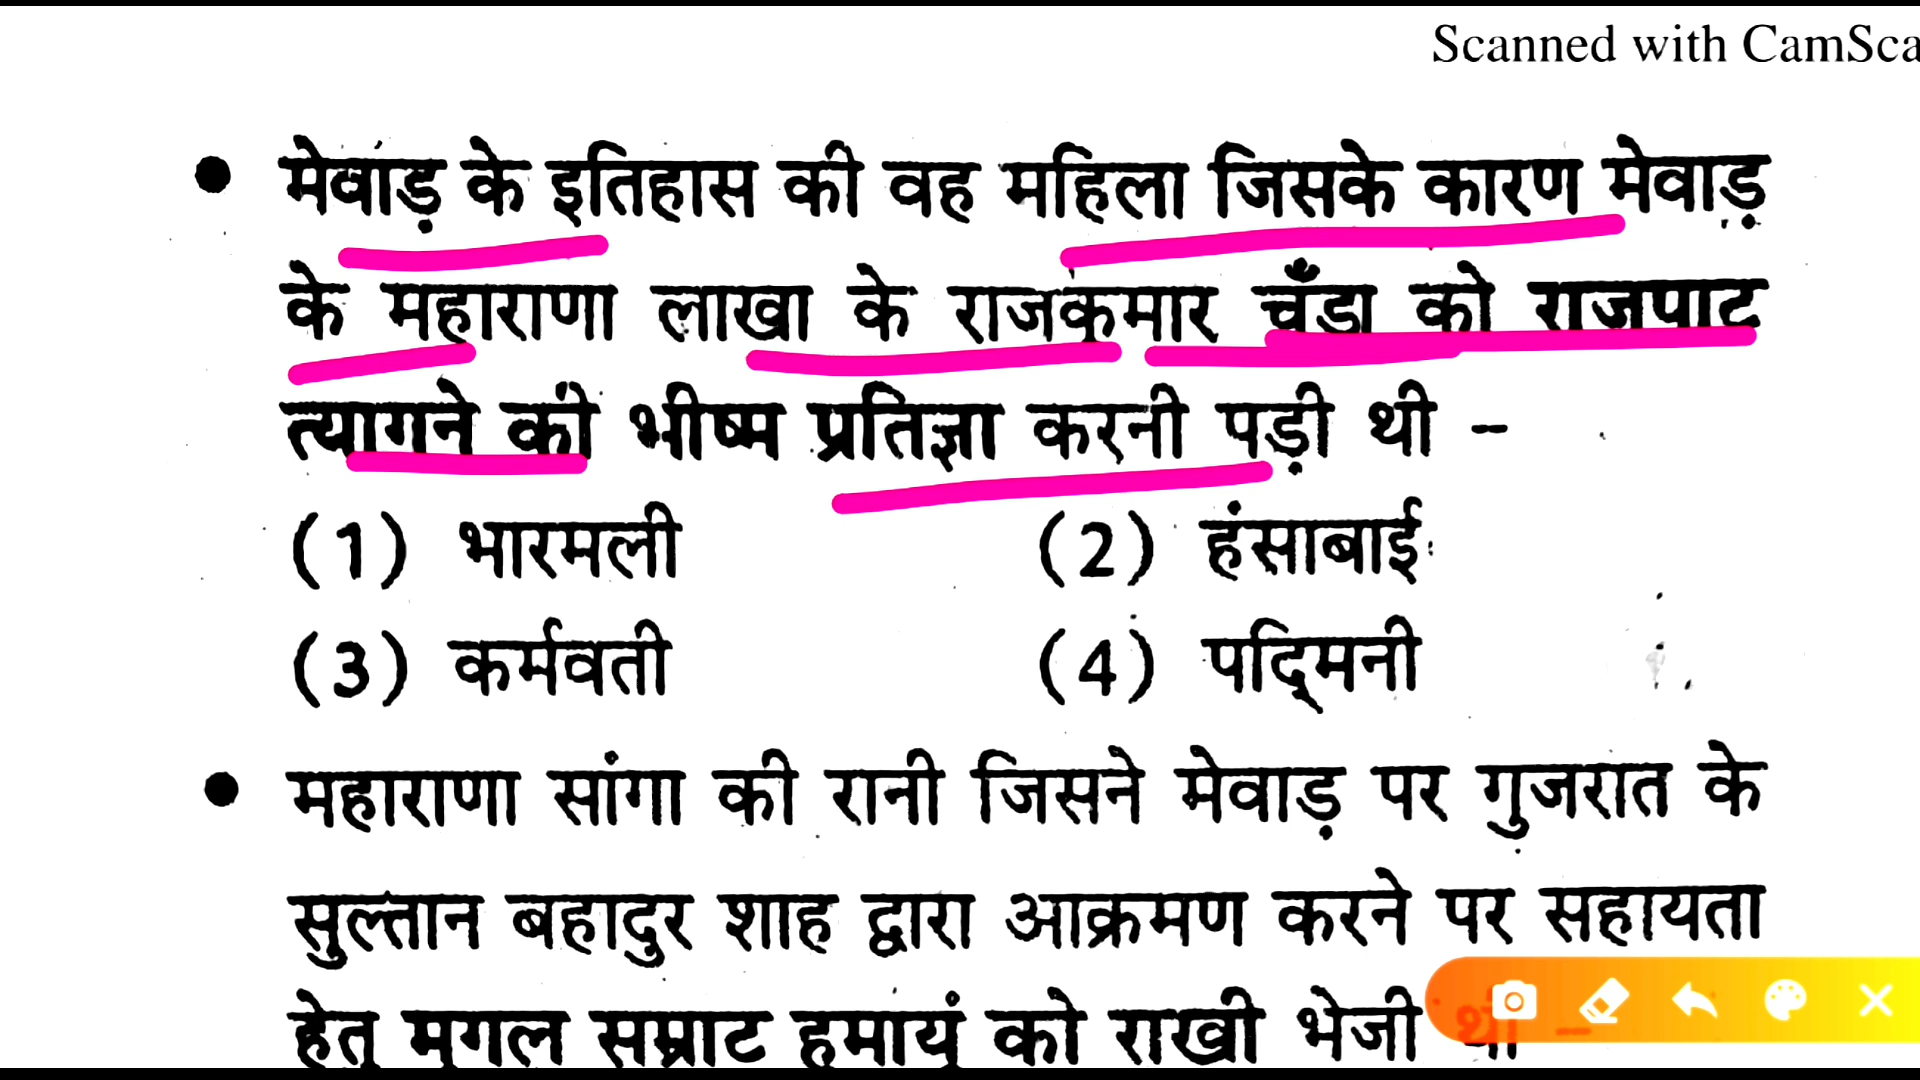 Scanned with CamSca
• मेवाड़ के इतिहास की वह महिला जिसके कारण मेवाड़
के महाराणा लाखा के राजकुमार चूँडा को राजपाट
त्यागने की भीष्म प्रतिज्ञा करनी पड़ी थी –
(1) भारमली (2) हंसाबाई
(3) कर्मवती (4) पद्मिनी
• महाराणा सांगा की रानी जिसने मेवाड़ पर गुजरात के
सुल्तान बहादुर शाह द्वारा आक्रमण करने पर सहायता
हेतु मुगल सम्राट हुमायूं को राखी भेजी थी –